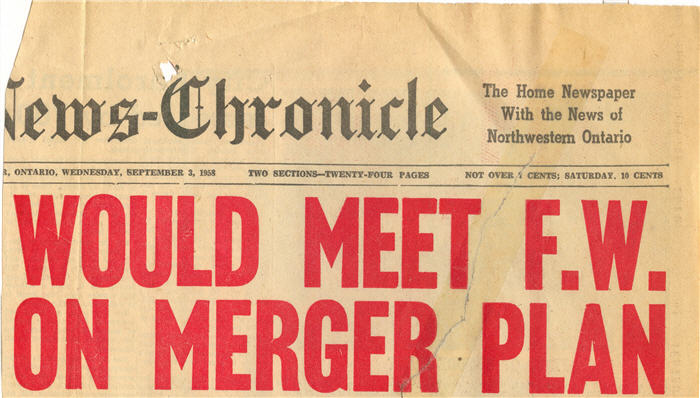 News-Chronicle
The Home Newspaper
With the News of
Northwestern Ontario
R, ONTARIO, WEDNESDAY, SEPTEMBER 3, 1958 TWO SECTIONS—TWENTY-FOUR PAGES NOT OVER 7 CENTS; SATURDAY, 10 CENTS
WOULD MEET F.W.
ON MERGER PLAN